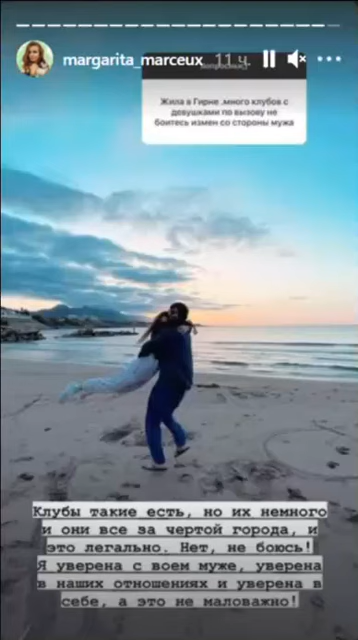 margarita_marceux 11 ч.
Жила в Гирне .много клубов с
девушками по вызову не
боитесь измен со стороны мужа
Клубы такие есть, но их немного
и они все за чертой города, и
это легально. Нет, не боюсь!
Я уверена с воем муже, уверена
в наших отношениях и уверена в
себе, а это не маловажно!